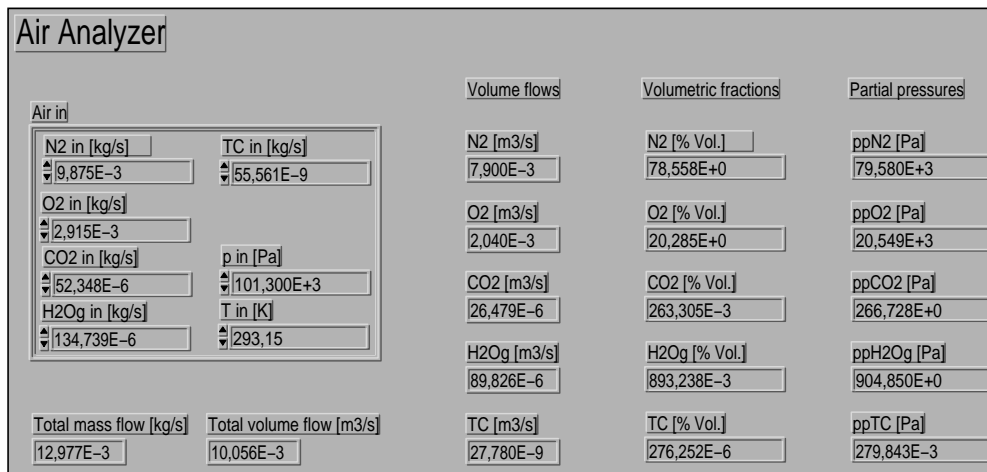 Air Analyzer
Volume flows Volumetric fractions Partial pressures
Air in
N2 in [kg/s] TC in [kg/s] N2 [m3/s] N2 [% Vol.] ppN2 [Pa]
9,875E−3 55,561E−9 7,900E−3 78,558E+0 79,580E+3
O2 in [kg/s] O2 [m3/s] O2 [% Vol.] ppO2 [Pa]
2,915E−3 2,040E−3 20,285E+0 20,549E+3
CO2 in [kg/s] p in [Pa] CO2 [m3/s] CO2 [% Vol.] ppCO2 [Pa]
52,348E−6 101,300E+3 26,479E−6 263,305E−3 266,728E+0
H2Og in [kg/s] T in [K] H2Og [m3/s] H2Og [% Vol.] ppH2Og [Pa]
134,739E−6 293,15 89,826E−6 893,238E−3 904,850E+0
Total mass flow [kg/s] Total volume flow [m3/s] TC [m3/s] TC [% Vol.] ppTC [Pa]
12,977E−3 10,056E−3 27,780E−9 276,252E−6 279,843E−3